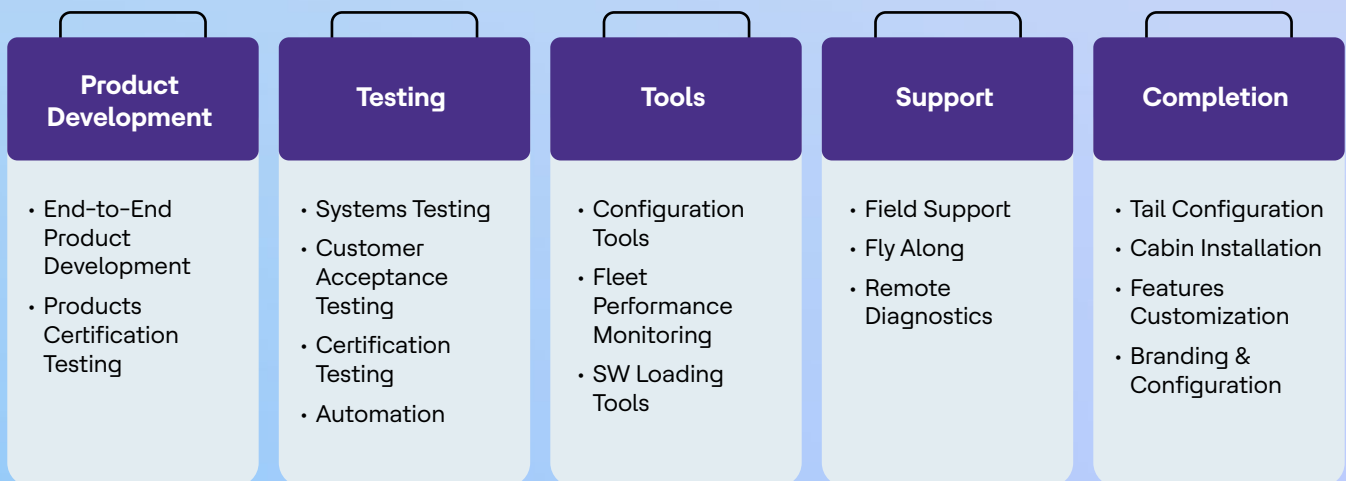 Product
Development
• End-to-End
Product
Development
• Products
Certification
Testing
Testing
• Systems Testing
• Customer
Acceptance
Testing
• Certification
Testing
• Automation
Tools
• Configuration
Tools
• Fleet
Performance
Monitoring
• SW Loading
Tools
Support
• Field Support
• Fly Along
• Remote
Diagnostics
Completion
• Tail Configuration
• Cabin Installation
• Features
Customization
• Branding &
Configuration